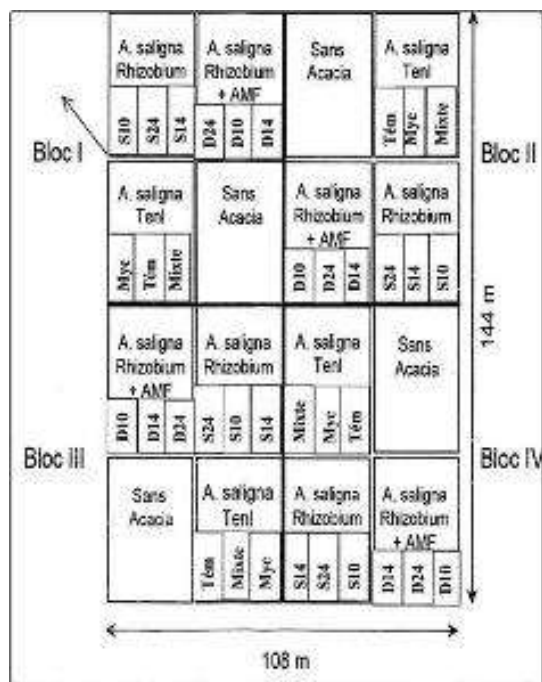 A. saligna
Rhizobium
S10 S24 S14
A. saligna
Rhizobium
+ AMF
D24 D10 D14
Sans
Acacia
A. saligna
TenI
Tém Myc Mixte
Bloc I
Bloc II
A. saligna
TenI
Myc Tém Mixte
Sans
Acacia
A. saligna
Rhizobium
+ AMF
D10 D24 D14
A. saligna
Rhizobium
S24 S14 S10
144 m
A. saligna
Rhizobium
+ AMF
D10 D14 D24
A. saligna
Rhizobium
S24 S10 S14
A. saligna
TenI
Mixte Myc Tém
Sans
Acacia
Bloc iii
Bloc IV
Sans
Acacia
A. saligna
TenI
Tém Mixte Myc
A. saligna
Rhizobium
S14 S24 S10
A. saligna
Rhizobium
+ AMF
D14 D24 D10
108 m